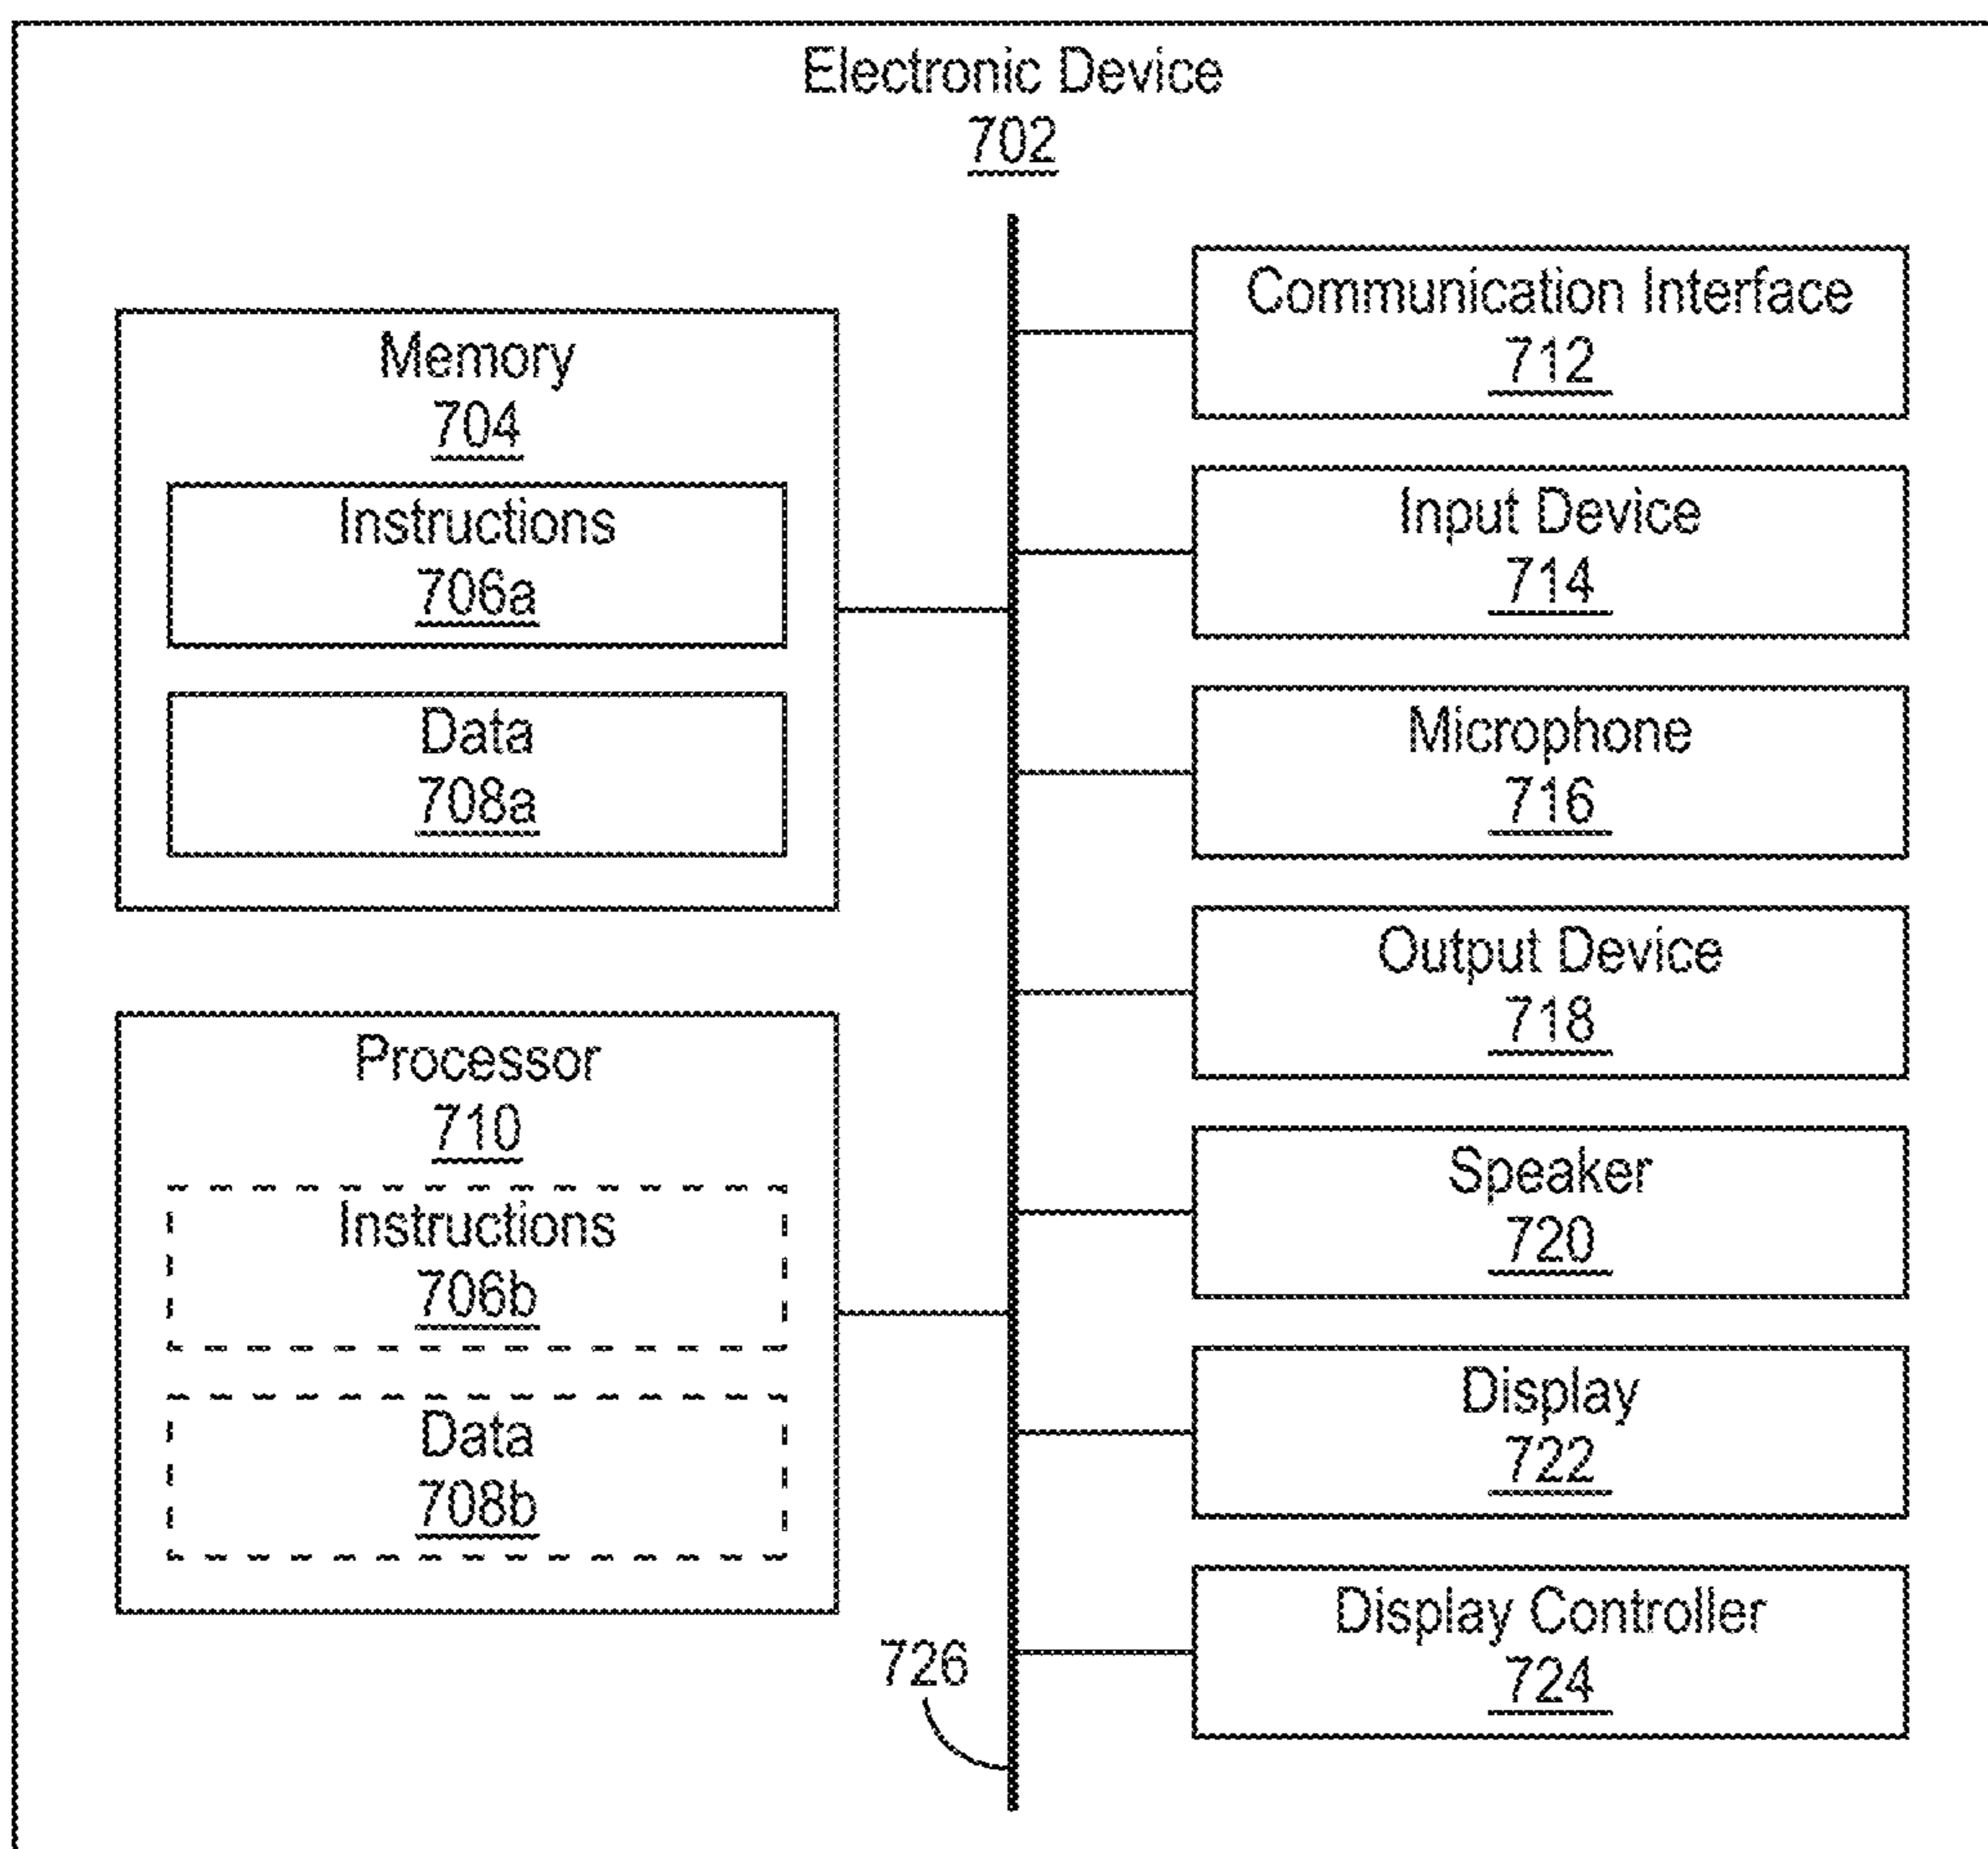 Electronic Device
702
Memory
704
Instructions
706a
Data
708a
Processor
710
Instructions
706b
Data
708b
Communication Interface
712
Input Device
714
Microphone
716
Output Device
718
Speaker
720
Display
722
Display Controller
724
726